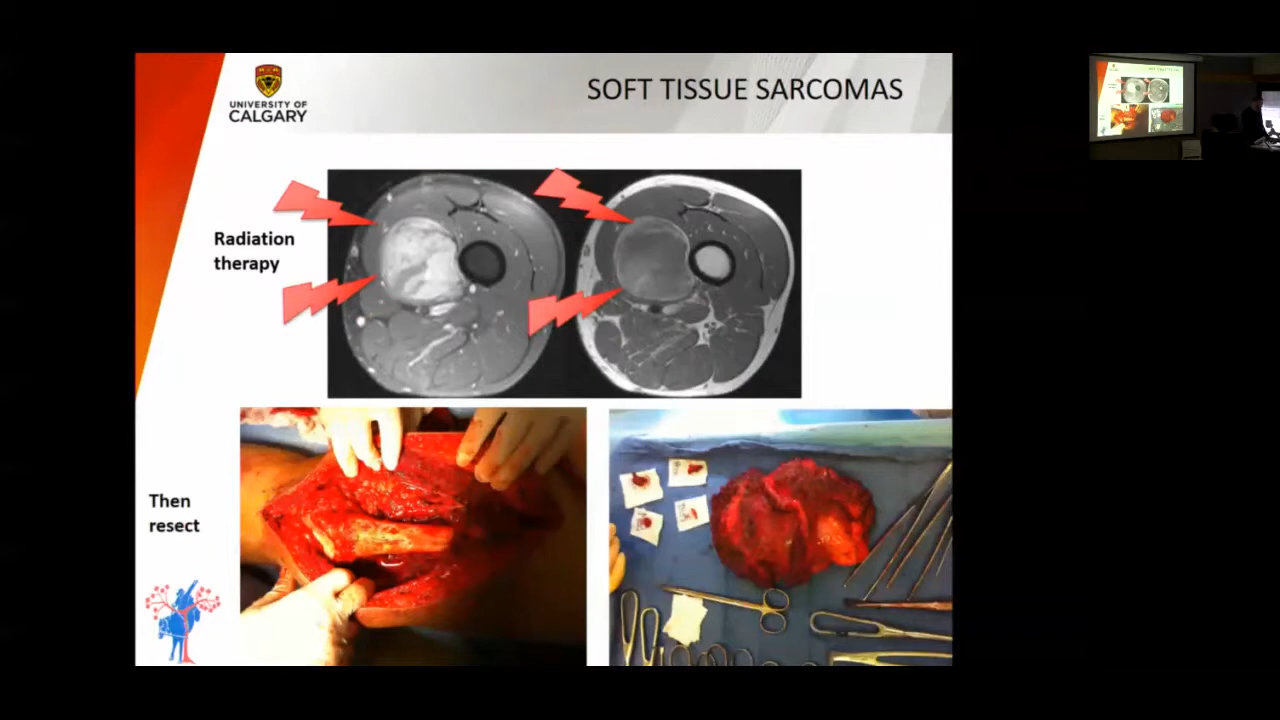 UNIVERSITY OF
CALGARY
SOFT TISSUE SARCOMAS
Radiation
therapy
Then
resect